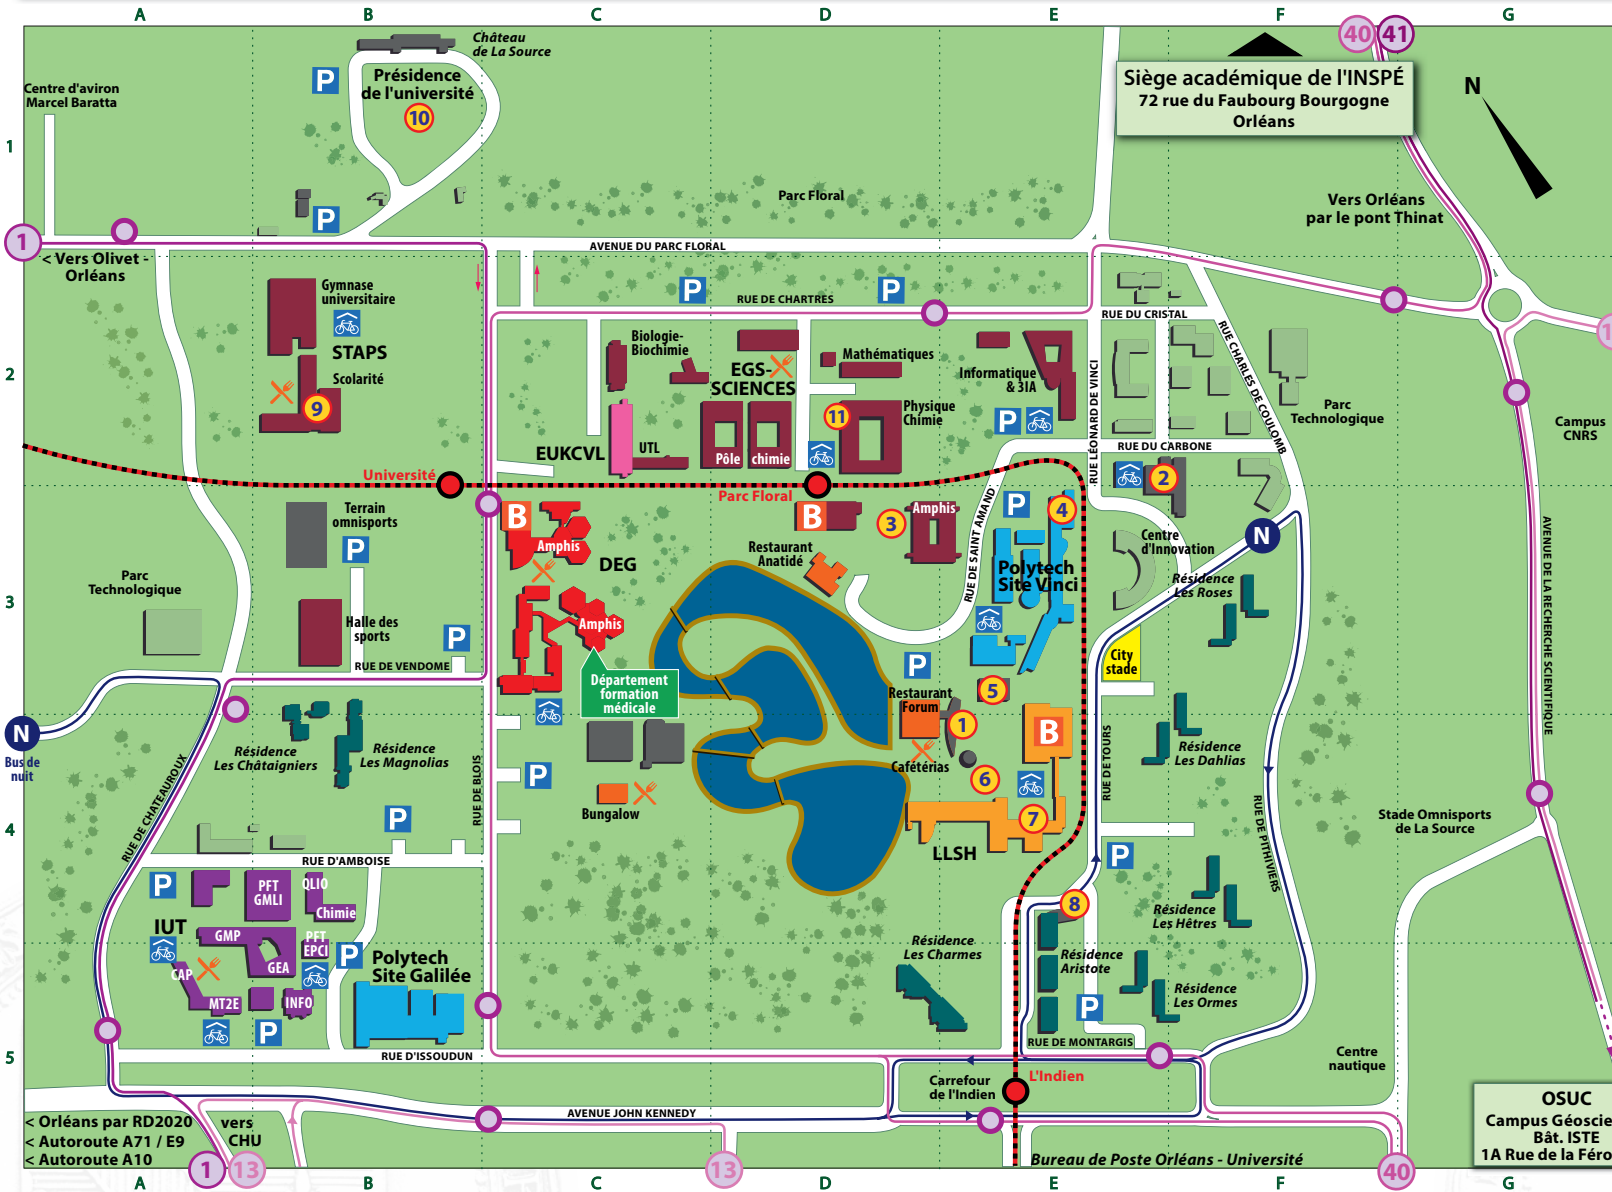 A B C D E F G
Château
de La Source
40 41
Centre d'aviron
Marcel Baratta
P
Présidence
de l'université
10
Siège académique de l'INSPÉ
72 rue du Faubourg Bourgogne
Orléans
N
1
Parc Floral
Vers Orléans
par le pont Thinat
P
1
AVENUE DU PARC FLORAL
< Vers Olivet -
Orléans
Gymnase
universitaire
P
P
RUE DE CHARTRES
RUE DU CRISTAL
STAPS
Scolarité
9
2
Biologie-
Biochimie
EGS-
SCIENCES
Mathématiques
Informatique
& 3IA
RUE LÉONARD DE VINCI
RUE CHARLES DE COULOMB
Parc
Technologique
Campus
CNRS
11
Physique
Chimie
P
EUKCVL
UTL
Pôle
chimie
RUE DU CARBONE
Université
Parc Floral
2
Terrain
omnisports
P
B
Amphis
DEG
B
3
Amphis
RUE DE SAINT AMAND
P
4
Centre
d'Innovation
N
AVENUE DE LA RECHERCHE SCIENTIFIQUE
Restaurant
Anatidé
Polytech
Site Vinci
Résidence
Les Roses
Parc
Technologique
3
Halle des
sports
P
Amphis
RUE DE VENDOME
Département
formation
médicale
P
City
stade
Restaurant
Forum
5
1
B
N
Bus de
nuit
Résidence
Les Châtaigniers
Résidence
Les Magnolias
RUE DE CHATEAUROUX
RUE DE BLOIS
P
Cafétérias
6
RUE DE TOURS
Résidence
Les Dahlias
RUE DE PITHIVIERS
Bungalow
7
4
P
LLSH
Stade Omnisports
de La Source
RUE D'AMBOISE
P
P
PFT
GMLI
QLIO
Chimie
8
Résidence
Les Hêtres
IUT
GMP
PFT
EPCI
P
GEA
CAP
MT2E
INFO
P
Polytech
Site Galilée
Résidence
Les Charmes
Résidence
Aristote
P
Résidence
Les Ormes
5
RUE D'ISSOUDUN
RUE DE MONTARGIS
Centre
nautique
Carrefour
de l'Indien
L'Indien
AVENUE JOHN KENNEDY
< Orléans par RD2020
< Autoroute A71 / E9
< Autoroute A10
vers
CHU
1 13
13
Bureau de Poste Orléans - Université
40
OSUC
Campus Géoscie
Bât. ISTE
1A Rue de la Féro
A B C D E F G